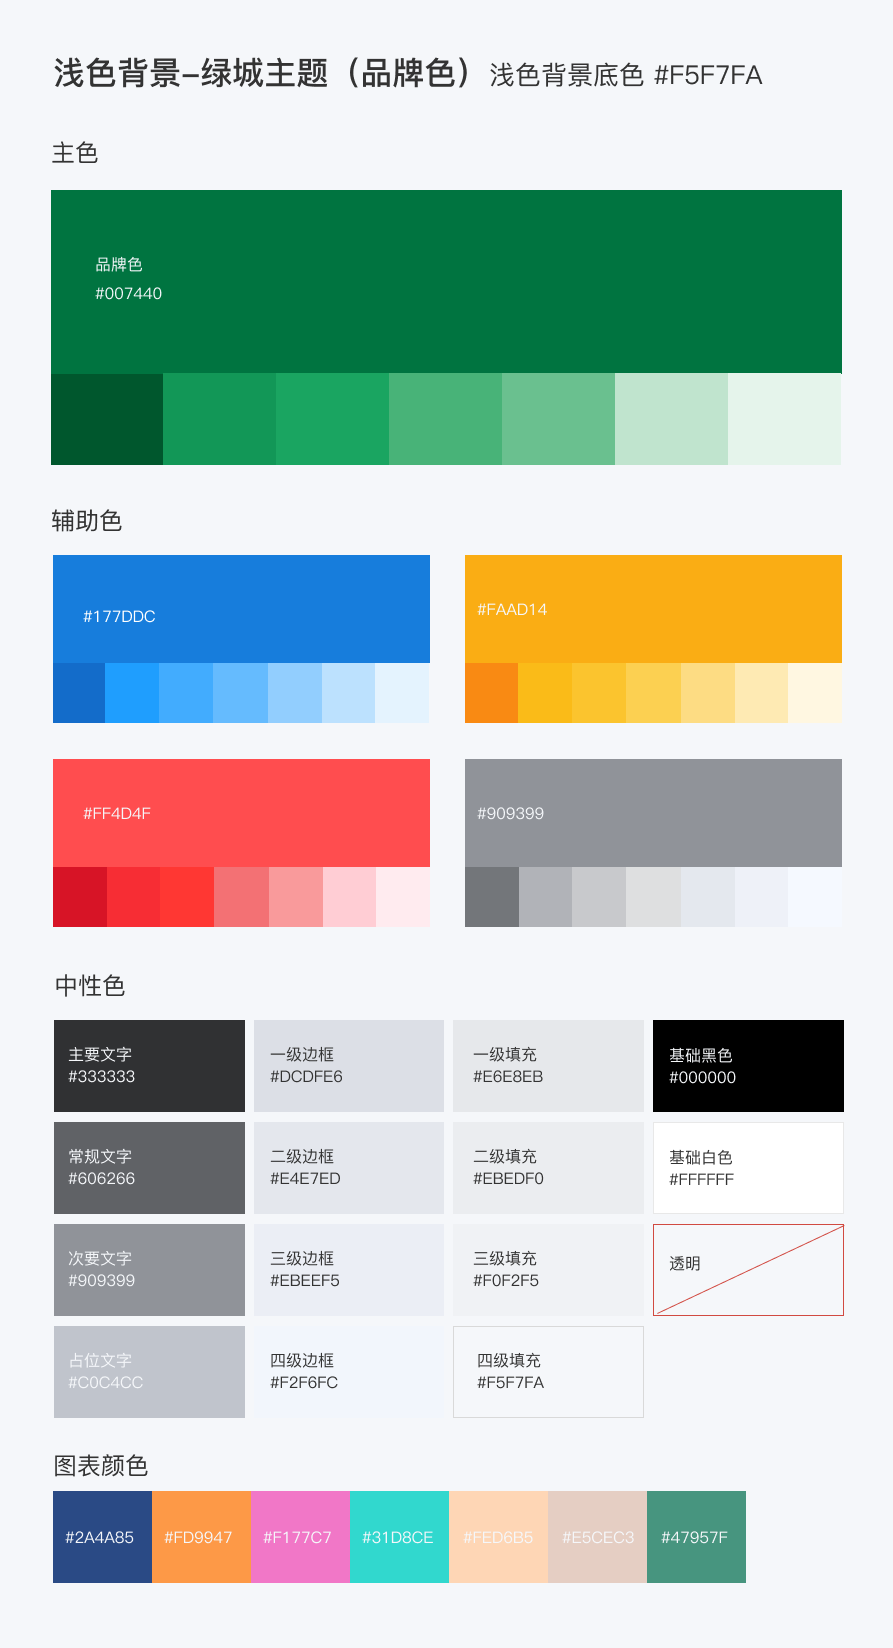 浅色背景–绿城主题（品牌色）浅色背景底色 #F5F7FA
主色
品牌色
#007440
辅助色
#177DDC
#FAAD14
#FF4D4F
#909399
中性色
主要文字
#333333
一级边框
#DCDFE6
一级填充
#E6E8EB
基础黑色
#000000
常规文字
#606266
二级边框
#E4E7ED
二级填充
#EBEDF0
基础白色
#FFFFFF
次要文字
#909399
三级边框
#EBEEF5
三级填充
#F0F2F5
透明
占位文字
#C0C4CC
四级边框
#F2F6FC
四级填充
#F5F7FA
图表颜色
#2A4A85
#FD9947
#F177C7
#31D8CE
#FED6B5
#E5CEC3
#47957F